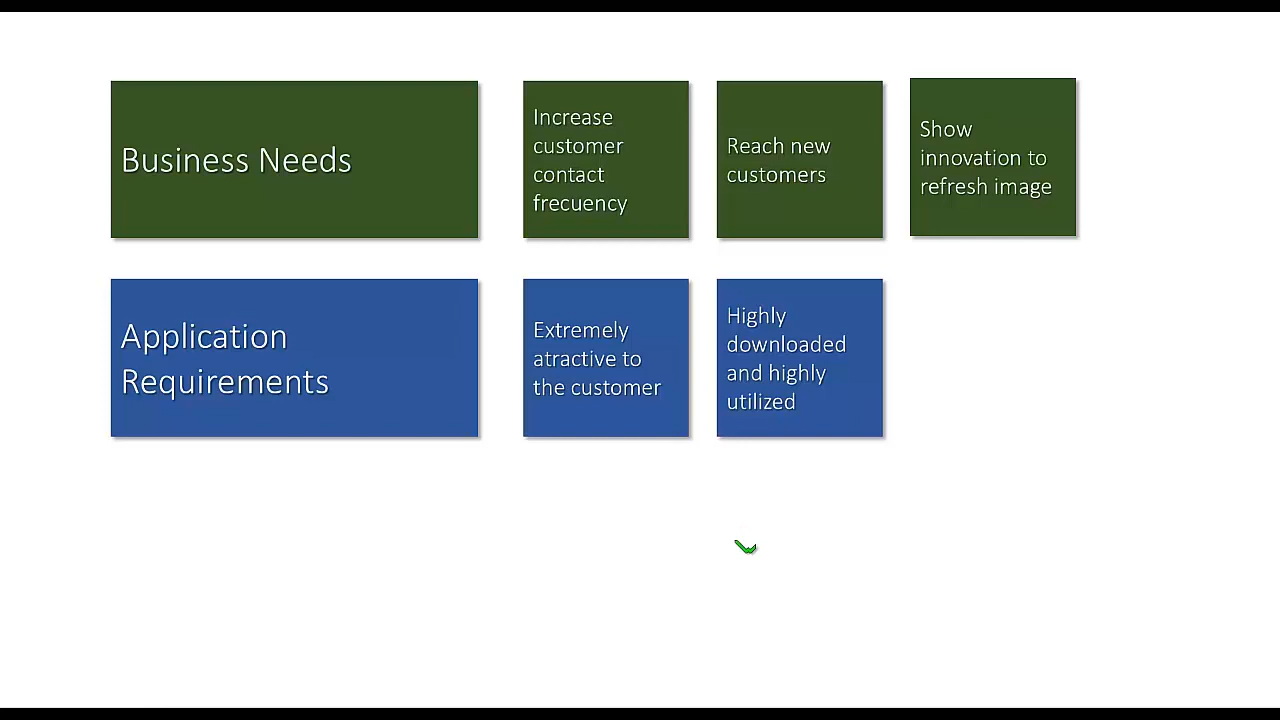 Business Needs
Increase
customer
contact
frecuency
Reach new
customers
Show
innovation to
refresh image
Application
Requirements
Extremely
atractive to
the customer
Highly
downloaded
and highly
utilized